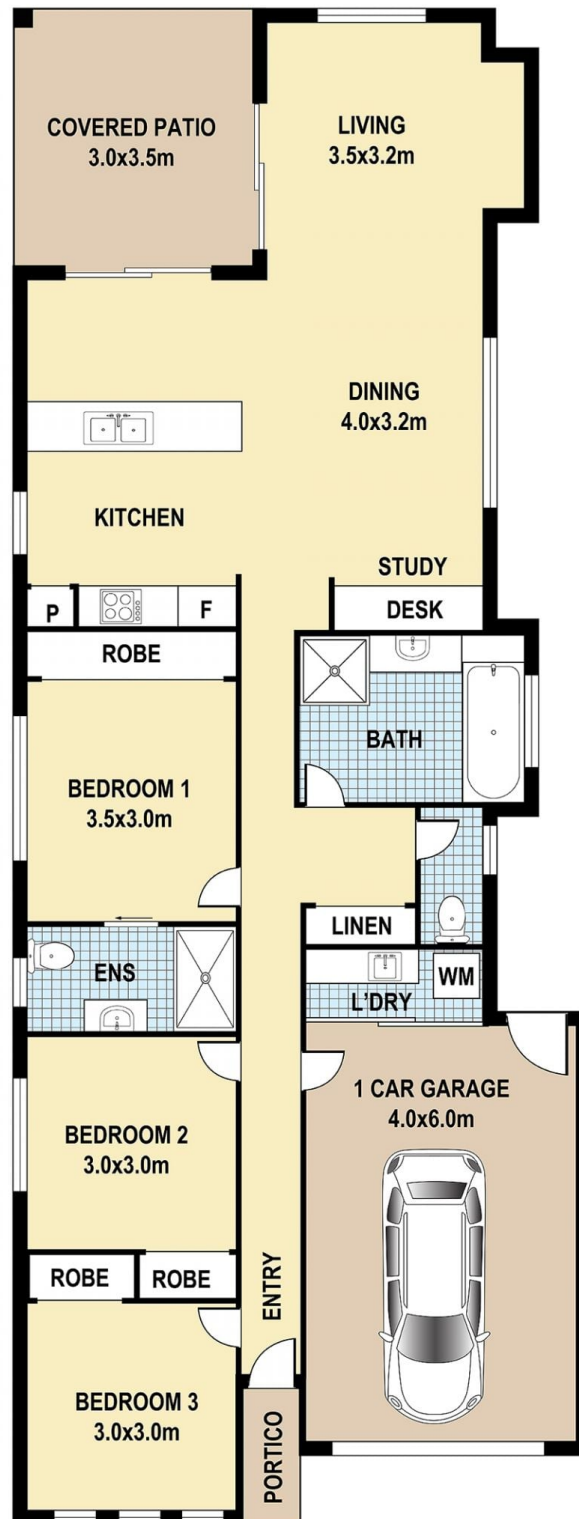 COVERED PATIO
3.0x3.5m
LIVING
3.5x3.2m
DINING
4.0x3.2m
KITCHEN
STUDY
P
F
DESK
ROBE
BATH
BEDROOM 1
3.5x3.0m
LINEN
ENS
WM
L'DRY
1 CAR GARAGE
4.0x6.0m
BEDROOM 2
3.0x3.0m
ROBE
ROBE
ENTRY
BEDROOM 3
3.0x3.0m
PORTICO